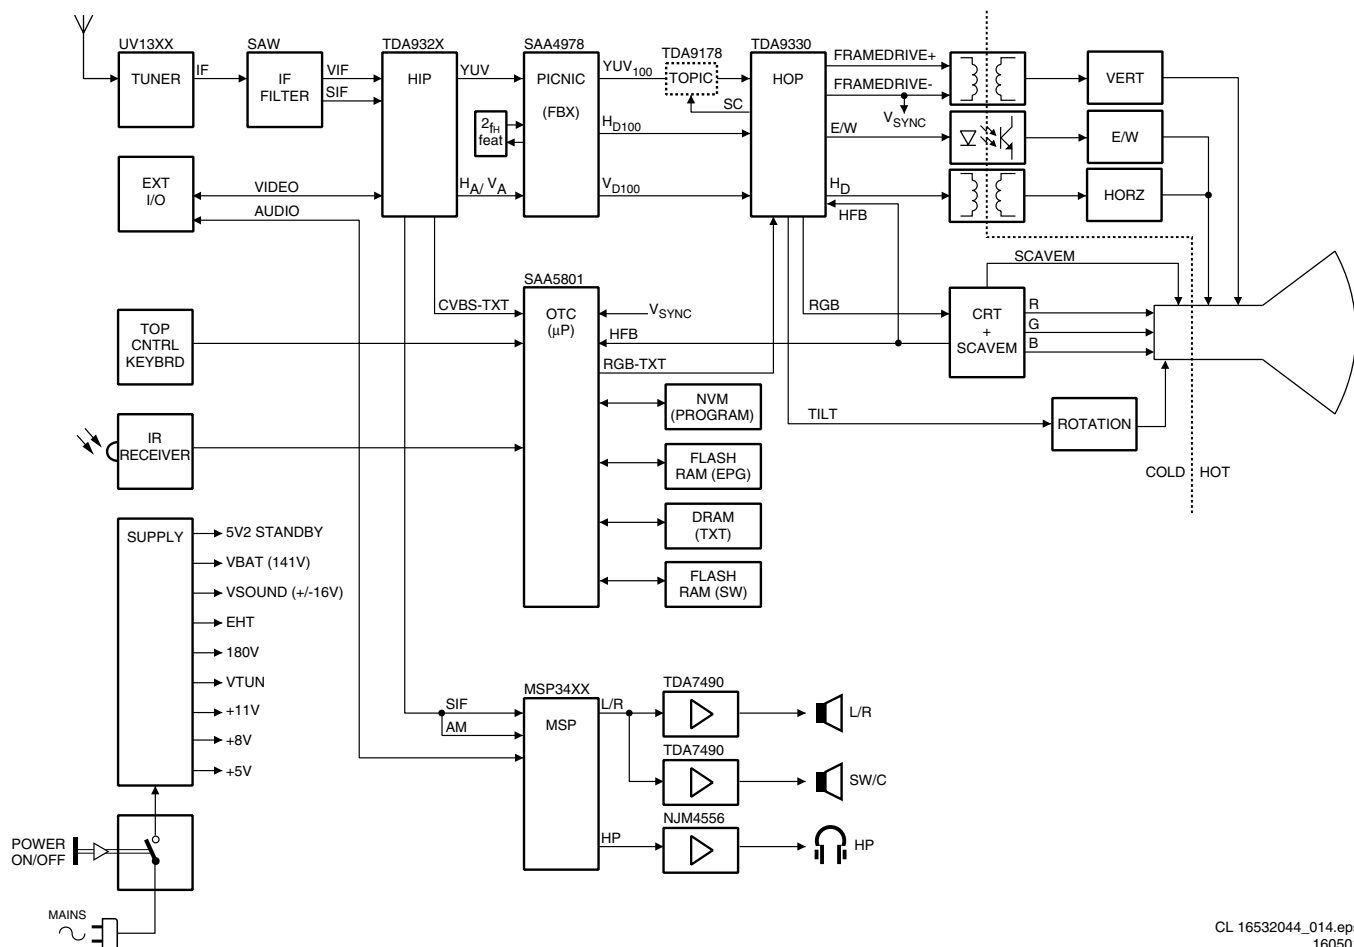 UV13XX
TUNER
IF
SAW
IF
FILTER
VIF
SIF
TDA932X
HIP
YUV
SAA4978
PICNIC
(FBX)
2fH
feat
HA/ VA
YUV100
HD100
VD100
TDA9178
TOPIC
SC
TDA9330
HOP
FRAMEDRIVE+
FRAMEDRIVE-
VSYNC
E/W
HD
HFB
VERT
E/W
HORZ
EXT
I/O
VIDEO
AUDIO
SAA5801
OTC
(µP)
CVBS-TXT
VSYNC
HFB
RGB-TXT
RGB
SCAVEM
CRT
+
SCAVEM
R
G
B
TOP
CNTRL
KEYBRD
NVM
(PROGRAM)
TILT
ROTATION
IR
RECEIVER
FLASH
RAM (EPG)
COLD
HOT
DRAM
(TXT)
FLASH
RAM (SW)
SUPPLY
5V2 STANDBY
VBAT (141V)
VSOUND (+/-16V)
EHT
180V
VTUN
+11V
+8V
+5V
SIF
AM
MSP34XX
MSP
L/R
TDA7490
L/R
TDA7490
SW/C
HP
NJM4556
HP
POWER
ON/OFF
MAINS
CL 16532044_014.eps